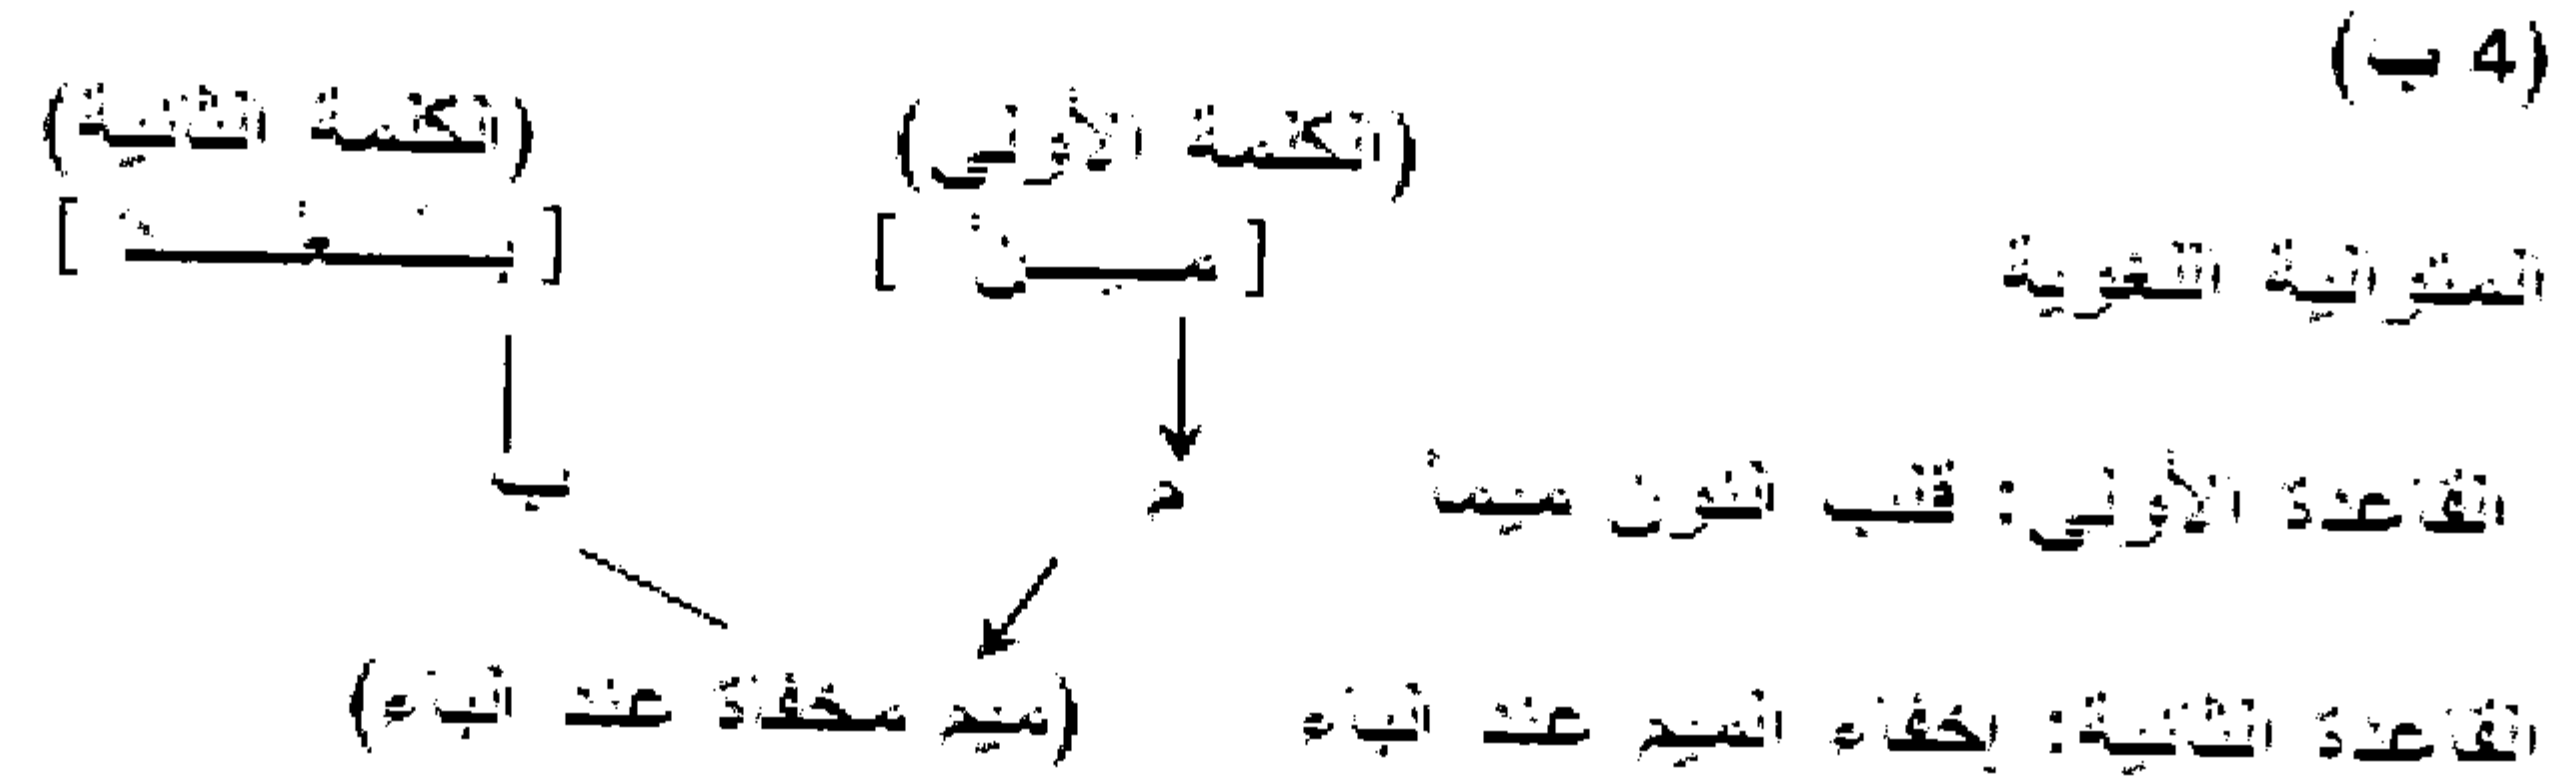 (4 ب)
(الكلمة الأولى) (الكلمة الثانية)
المتوالية اللغوية [ مِنْ ] [ بَعْدِ ]
القاعدة الأولى: قلب النون ميماً م ب
القاعدة الثانية: إخفاء الميم عند الباء (ميم مخفاة عند الباء)